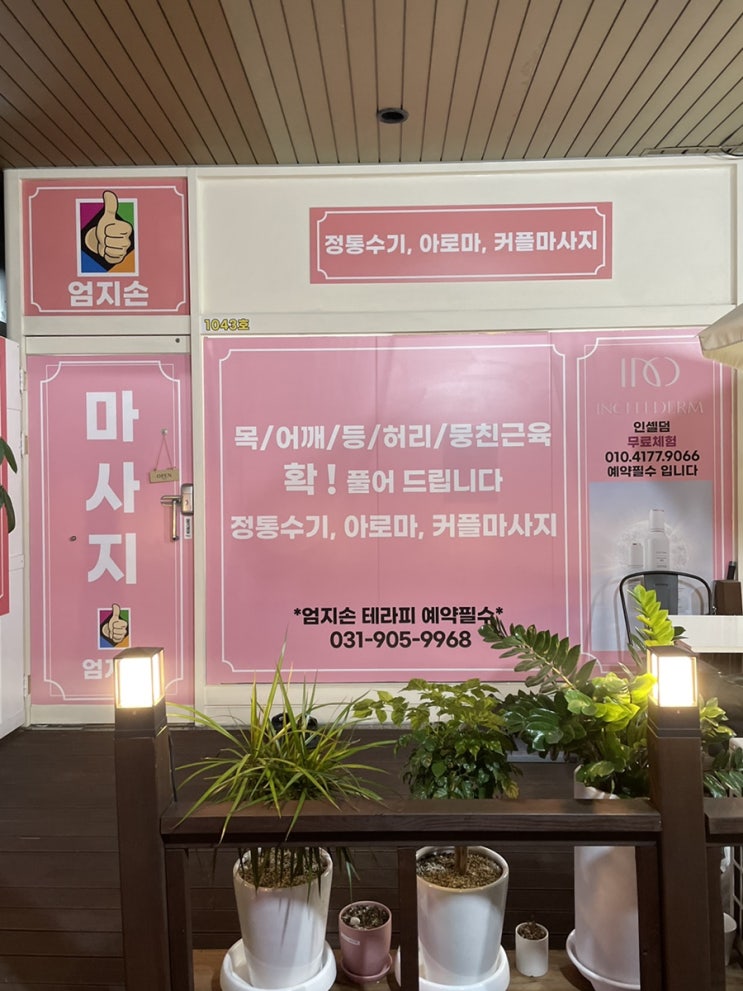 엄지손
정통수기, 아로마, 커플마사지
1043호
마사지
엄지
목/어깨/등/허리/뭉친근육
확! 풀어 드립니다
정통수기, 아로마, 커플마사지
*엄지손 테라피 예약필수*
031-905-9968
INCELLDERM
인셀덤
무료체험
010.4177.9066
예약필수 입니다
OPEN